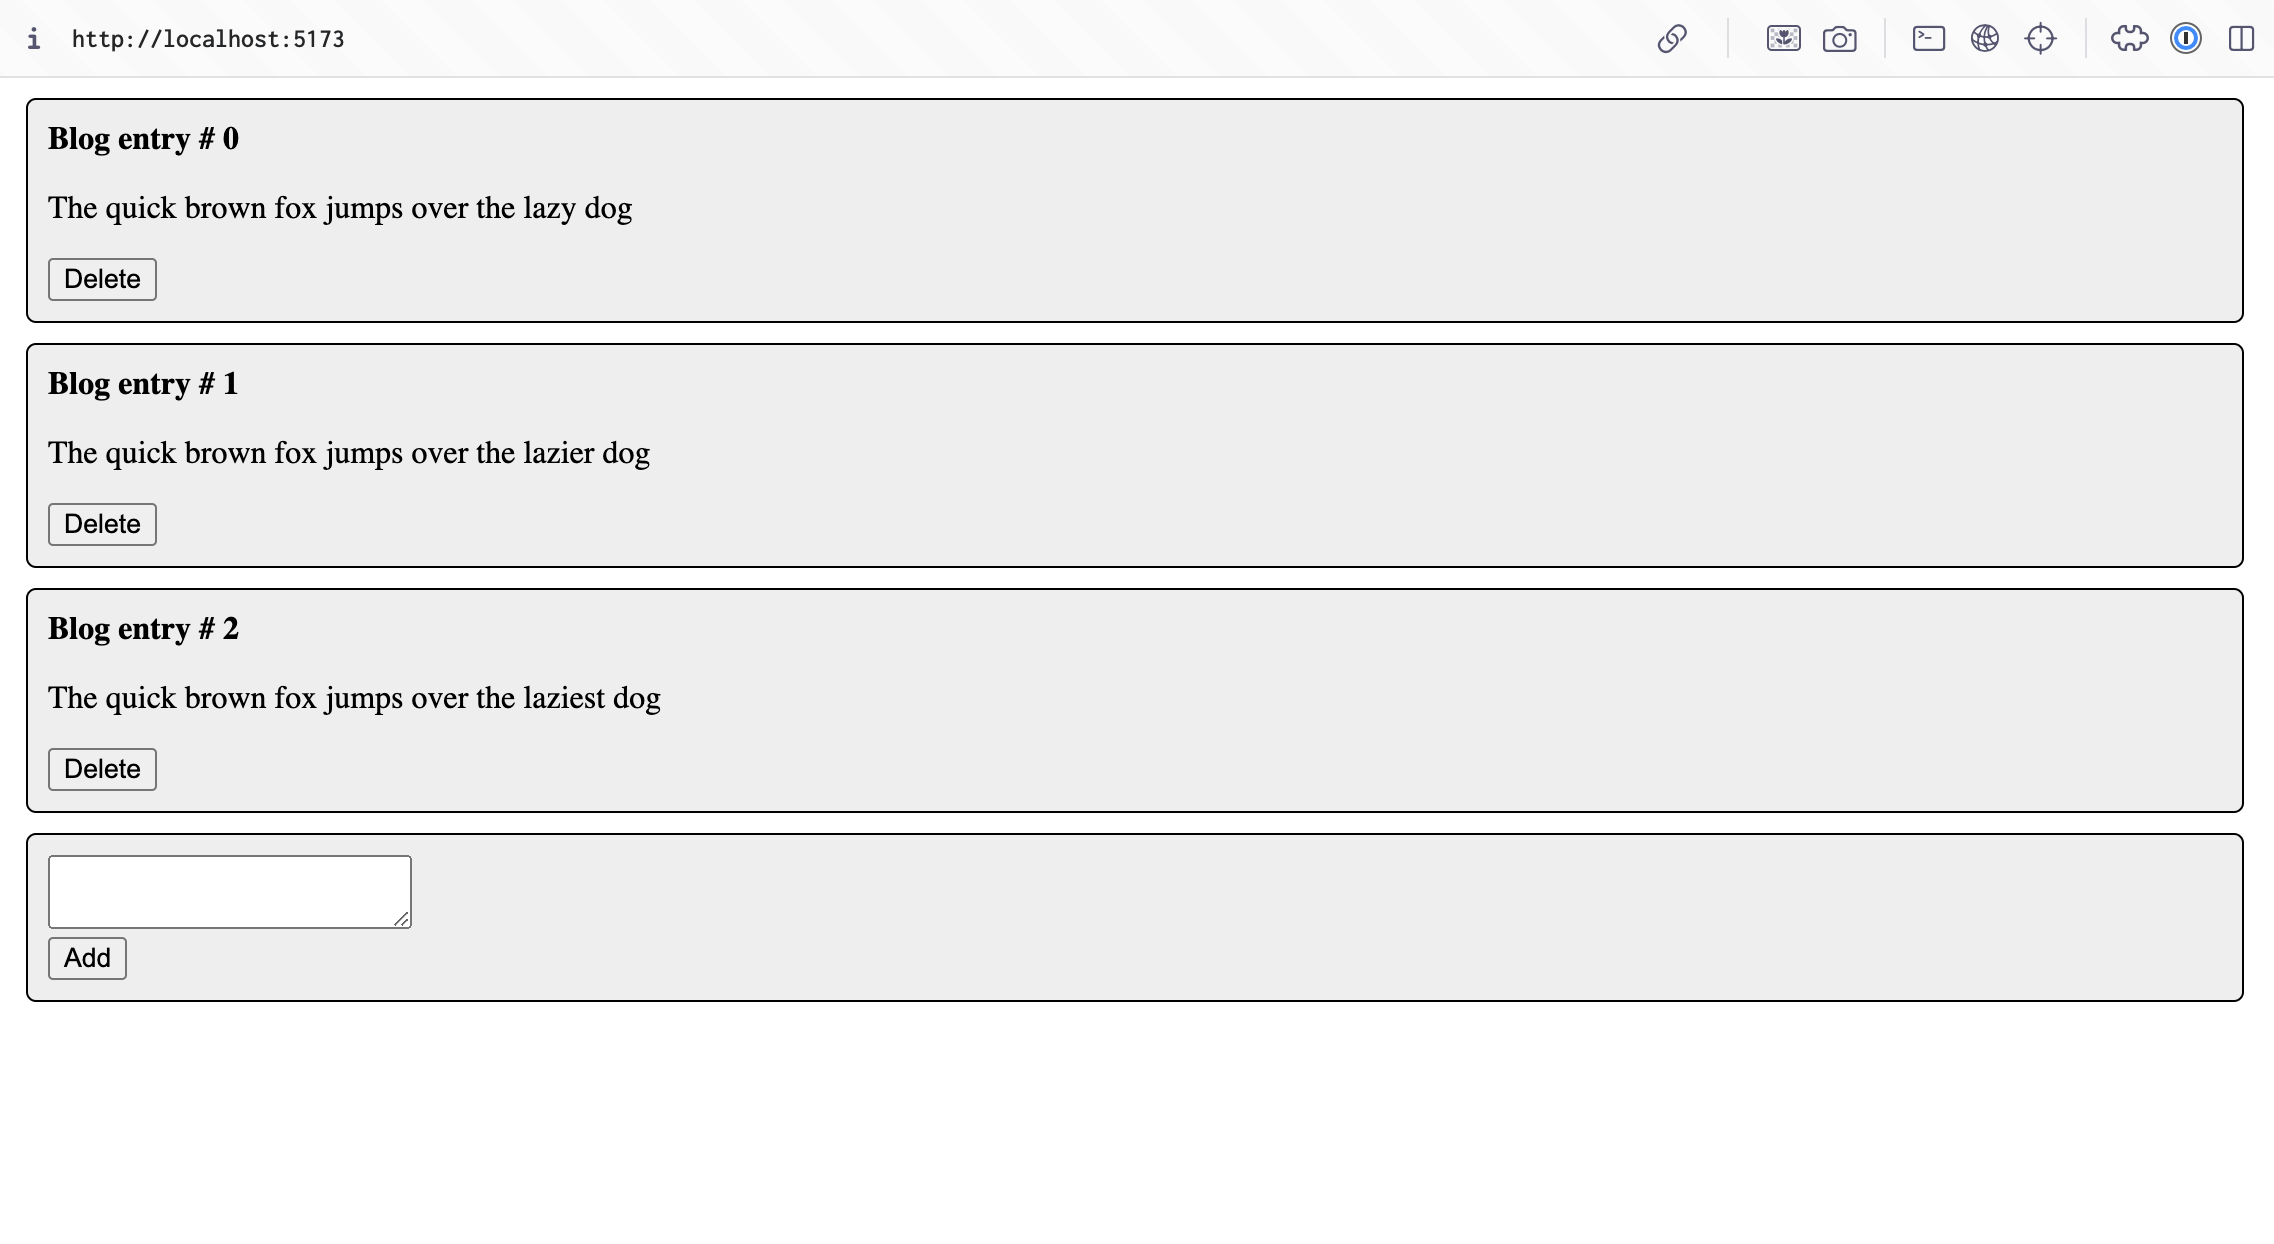 http://localhost:5173
Blog entry # 0
The quick brown fox jumps over the lazy dog
Delete
Blog entry # 1
The quick brown fox jumps over the lazier dog
Delete
Blog entry # 2
The quick brown fox jumps over the laziest dog
Delete
Add